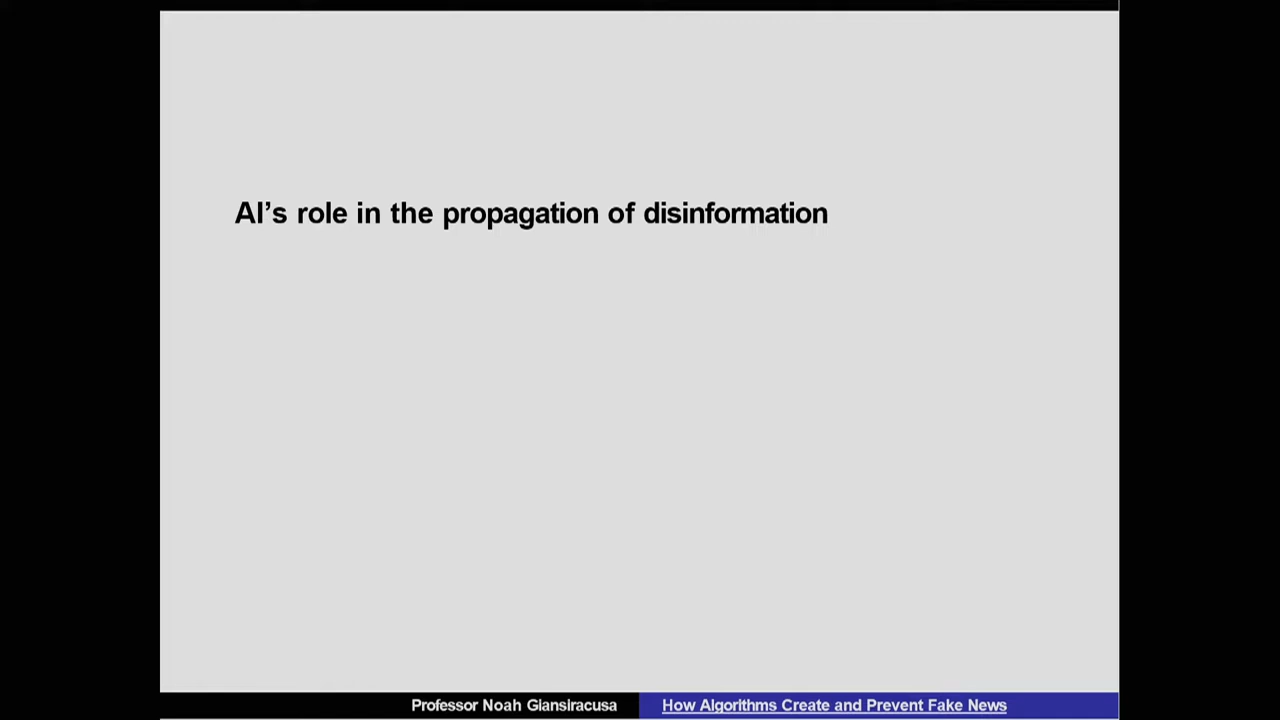 AI’s role in the propagation of disinformation
Professor Noah Giansiracusa
How Algorithms Create and Prevent Fake News